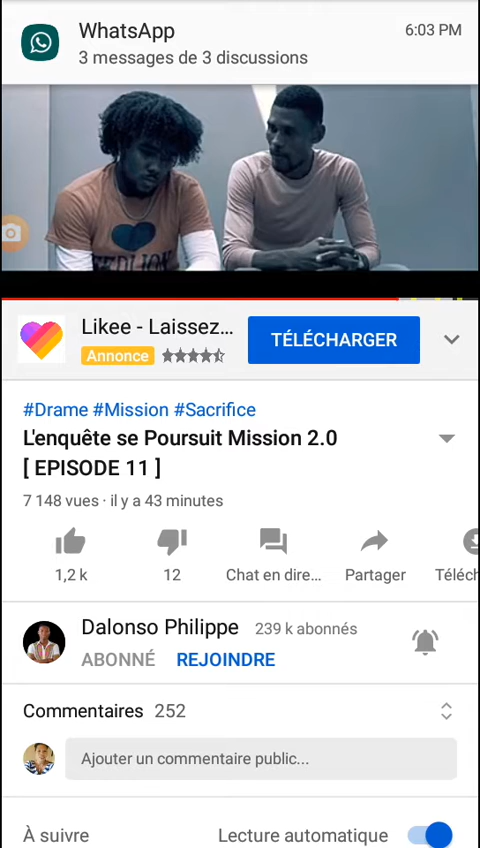 WhatsApp
6:03 PM
3 messages de 3 discussions
Likee - Laissez...
TÉLÉCHARGER
Annonce
#Drame #Mission #Sacrifice
L'enquête se Poursuit Mission 2.0
[ EPISODE 11 ]
7 148 vues · il y a 43 minutes
1,2 k
12
Chat en dire...
Partager
Téléch
Dalonso Philippe
239 k abonnés
ABONNÉ
REJOINDRE
Commentaires 252
Ajouter un commentaire public...
À suivre
Lecture automatique